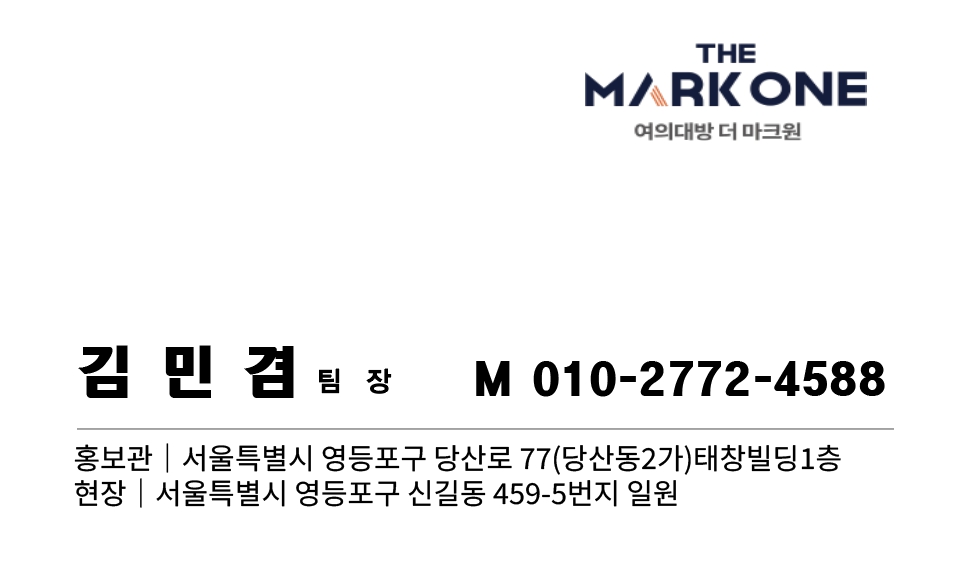 THE
MARK ONE
여의대방 더 마크원
김 민 겸 팀 장 M 010-2772-4588
홍보관 | 서울특별시 영등포구 당산로 77(당산동2가)태창빌딩1층
현장 | 서울특별시 영등포구 신길동 459-5번지 일원